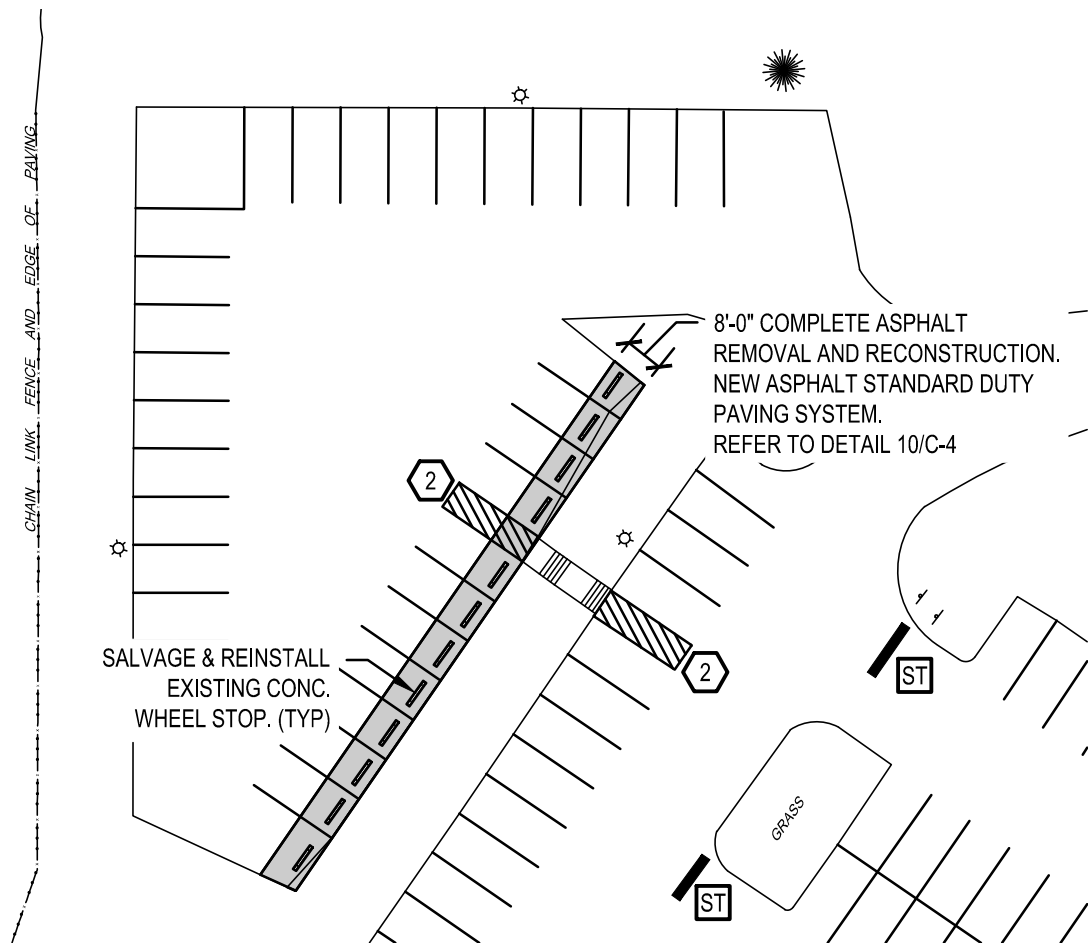 CHAIN LINK FENCE AND EDGE OF PAVING
8'-0" COMPLETE ASPHALT
REMOVAL AND RECONSTRUCTION.
NEW ASPHALT STANDARD DUTY
PAVING SYSTEM.
REFER TO DETAIL 10/C-4
2
SALVAGE & REINSTALL
EXISTING CONC.
WHEEL STOP. (TYP)
2
ST
GRASS
ST